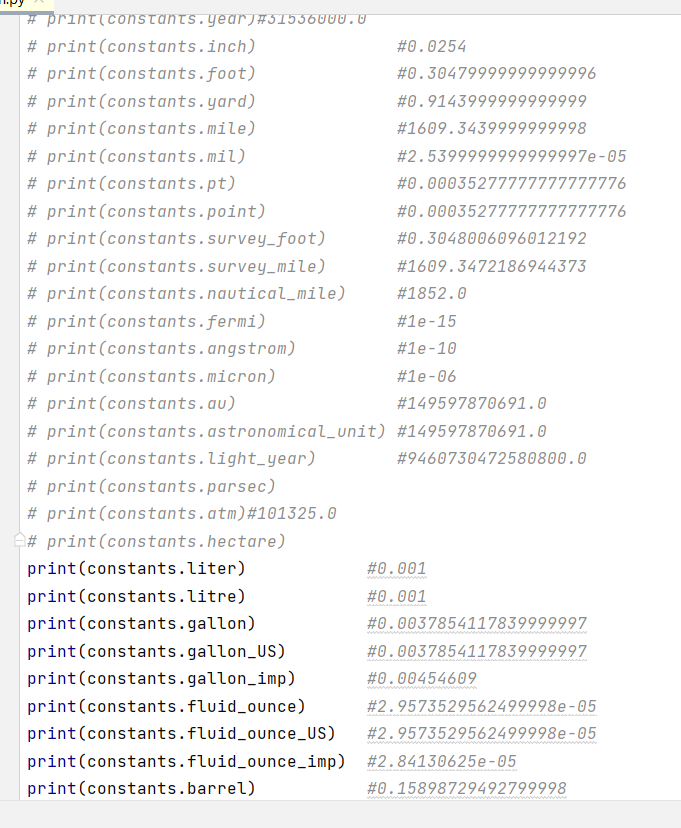 n.py
# print(constants.year)#31536000.0
# print(constants.inch) #0.0254
# print(constants.foot) #0.30479999999999996
# print(constants.yard) #0.9143999999999999
# print(constants.mile) #1609.3439999999998
# print(constants.mil) #2.5399999999999997e-05
# print(constants.pt) #0.00035277777777777776
# print(constants.point) #0.00035277777777777776
# print(constants.survey_foot) #0.3048006096012192
# print(constants.survey_mile) #1609.3472186944373
# print(constants.nautical_mile) #1852.0
# print(constants.fermi) #1e-15
# print(constants.angstrom) #1e-10
# print(constants.micron) #1e-06
# print(constants.au) #149597870691.0
# print(constants.astronomical_unit) #149597870691.0
# print(constants.light_year) #9460730472580800.0
# print(constants.parsec)
# print(constants.atm)#101325.0
# print(constants.hectare)
print(constants.liter) #0.001
print(constants.litre) #0.001
print(constants.gallon) #0.0037854117839999997
print(constants.gallon_US) #0.0037854117839999997
print(constants.gallon_imp) #0.00454609
print(constants.fluid_ounce) #2.9573529562499998e-05
print(constants.fluid_ounce_US) #2.9573529562499998e-05
print(constants.fluid_ounce_imp) #2.84130625e-05
print(constants.barrel) #0.15898729492799998